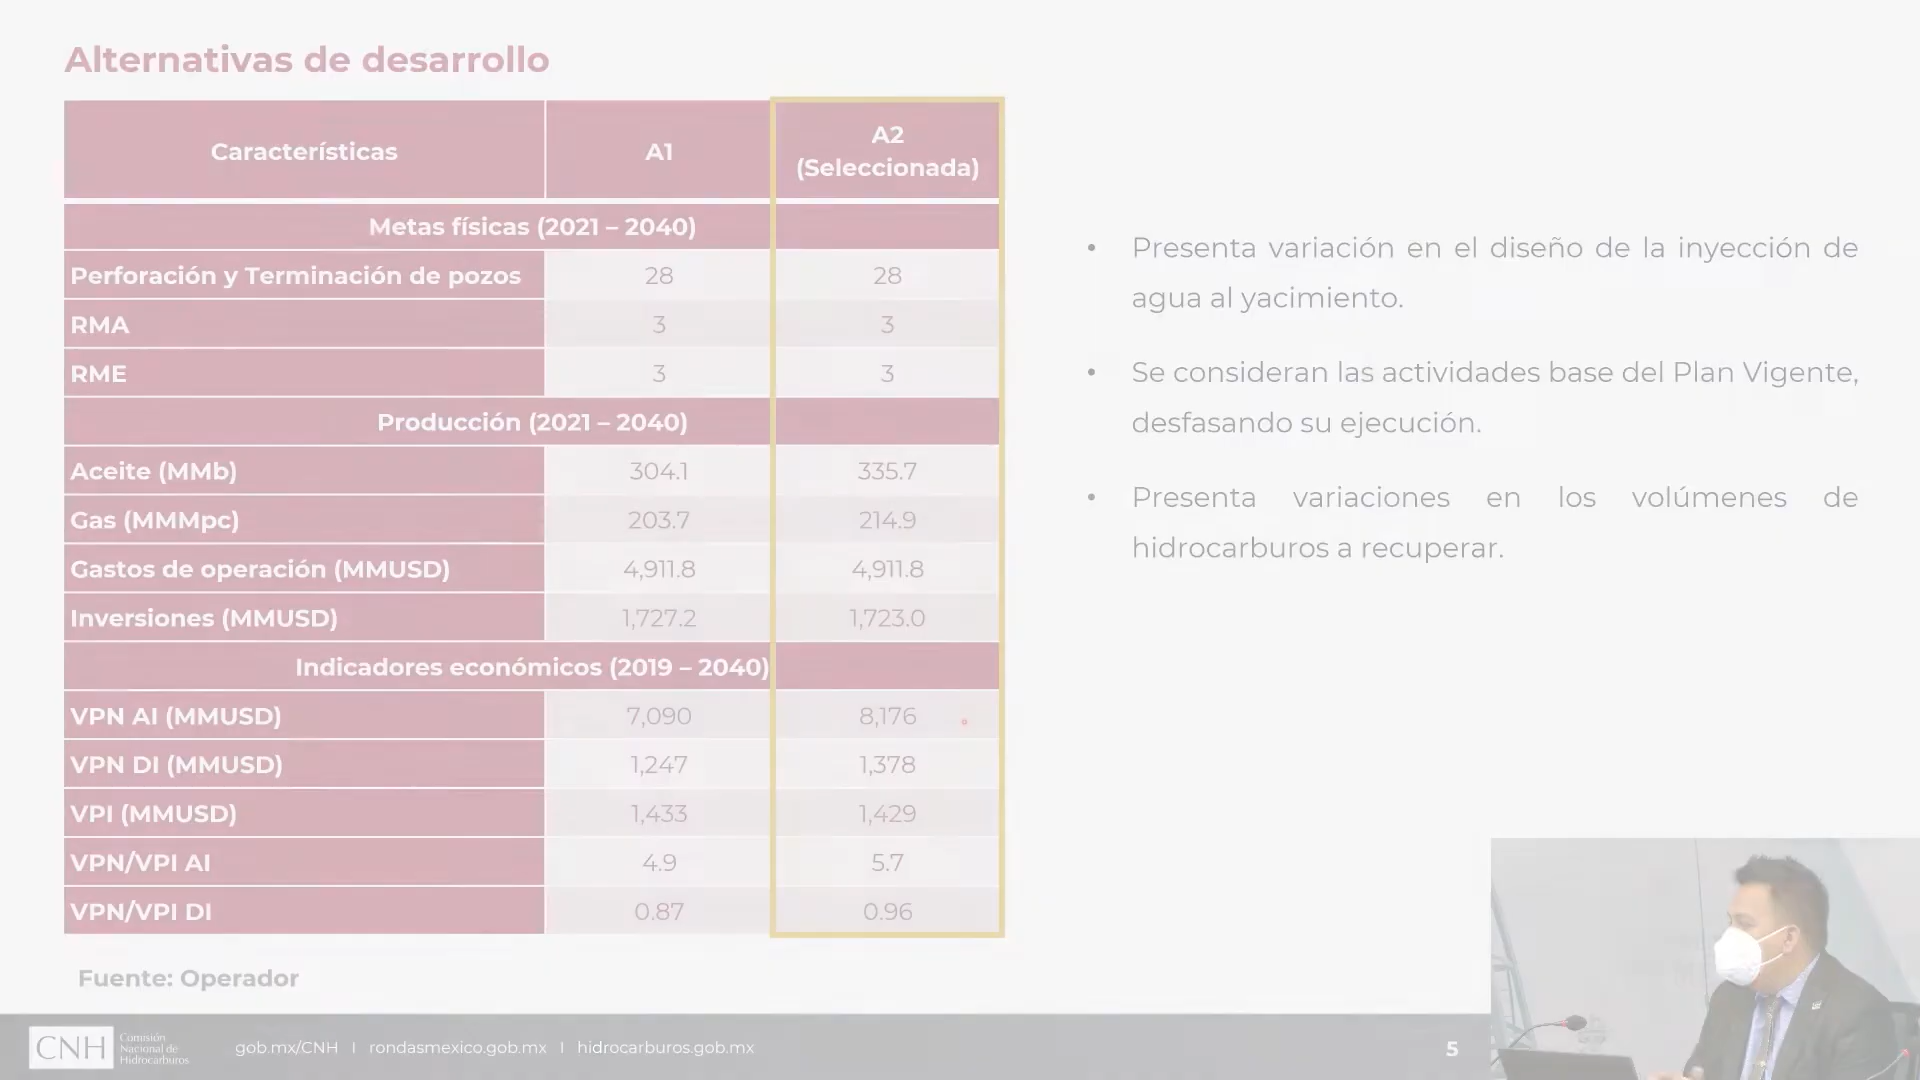 Alternativas de desarrollo
Características A1 A2
(Seleccionada)
Metas físicas (2021 – 2040)
Perforación y Terminación de pozos 28 28
RMA 3 3
RME 3 3
Producción (2021 – 2040)
Aceite (MMb) 304.1 335.7
Gas (MMMpc) 203.7 214.9
Gastos de operación (MMUSD) 4,911.8 4,911.8
Inversiones (MMUSD) 1,727.2 1,723.0
Indicadores económicos (2019 – 2040)
VPN AI (MMUSD) 7,090 8,176
VPN DI (MMUSD) 1,247 1,378
VPI (MMUSD) 1,433 1,429
VPN/VPI AI 4.9 5.7
VPN/VPI DI 0.87 0.96
Fuente: Operador
• Presenta variación en el diseño de la inyección de
agua al yacimiento.
• Se consideran las actividades base del Plan Vigente,
desfasando su ejecución.
• Presenta variaciones en los volúmenes de
hidrocarburos a recuperar.
CNH
Comisión
Nacional de
Hidrocarburos
gob.mx/CNH I rondasmexico.gob.mx I hidrocarburos.gob.mx
5